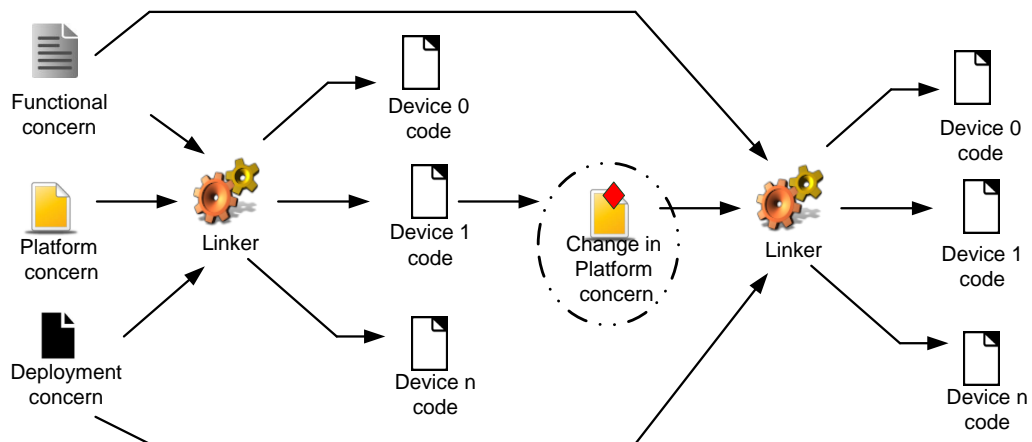 Functional
concern
Platform
concern
Deployment
concern
Linker
Device 0
code
Device 1
code
Device n
code
Change in
Platform
concern
Linker
Device 0
code
Device 1
code
Device n
code